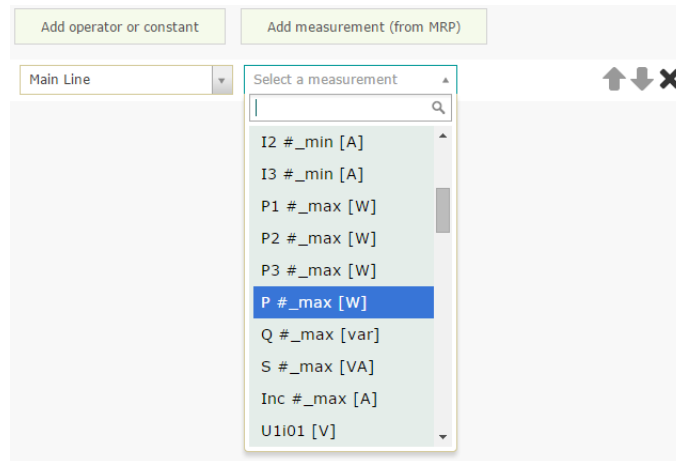 Add operator or constant
Add measurement (from MRP)
Main Line
Select a measurement
I2 #_min [A]
I3 #_min [A]
P1 #_max [W]
P2 #_max [W]
P3 #_max [W]
P #_max [W]
Q #_max [var]
S #_max [VA]
Inc #_max [A]
U1i01 [V]